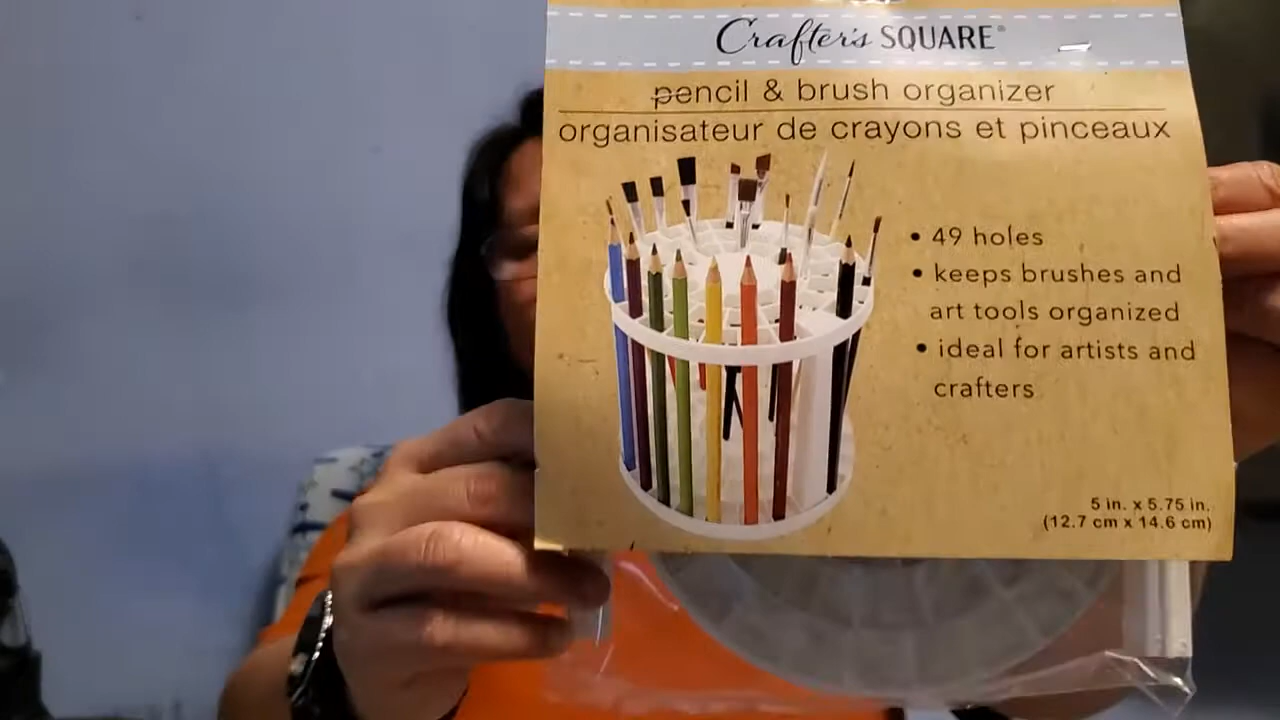 Crafter's SQUARE®
pencil & brush organizer
organisateur de crayons et pinceaux
• 49 holes
• keeps brushes and
art tools organized
• ideal for artists and
crafters
5 in. x 5.75 in.
(12.7 cm x 14.6 cm)